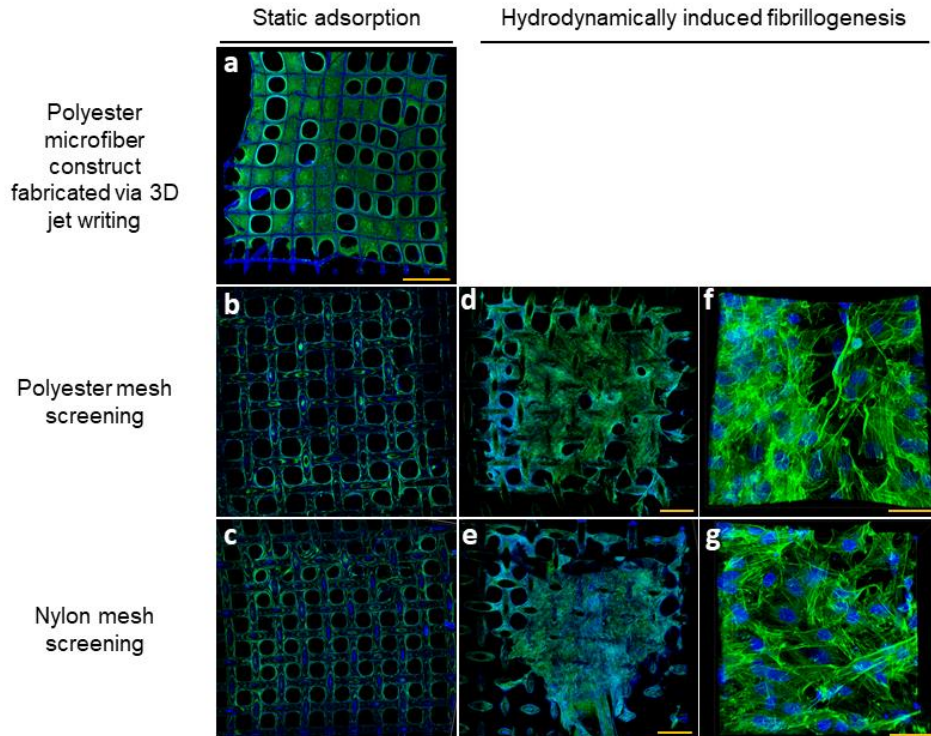 Static adsorption
Hydrodynamically induced fibrillogenesis
Polyester
microfiber
construct
fabricated via 3D
jet writing
a
Polyester mesh
screening
b
d
f
Nylon mesh
screening
c
e
g